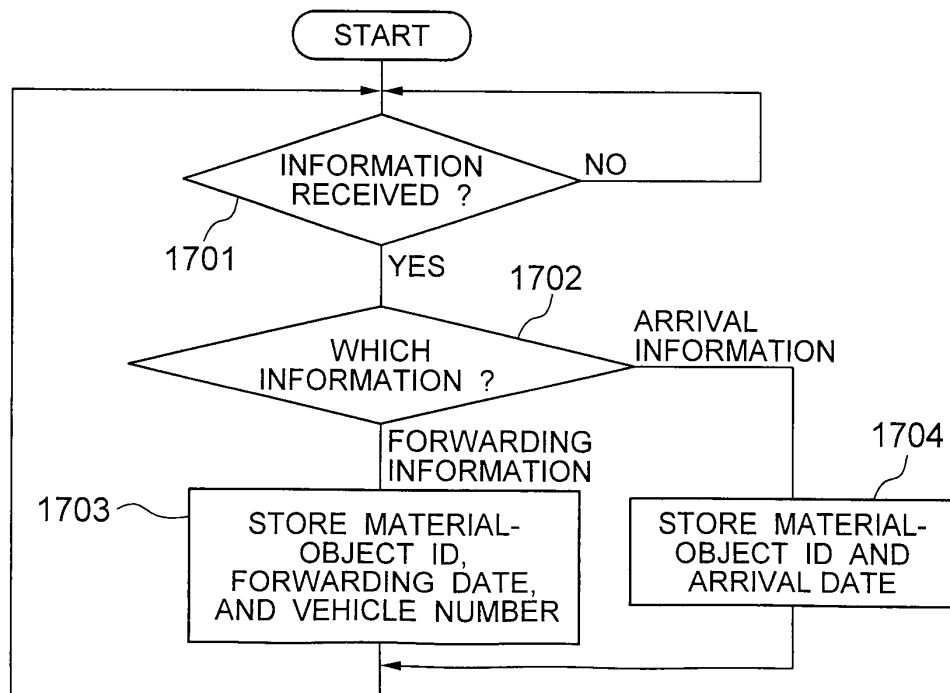 START
INFORMATION
RECEIVED ?
NO
1701
YES
1702
WHICH
INFORMATION ?
ARRIVAL
INFORMATION
FORWARDING
INFORMATION
1703
STORE MATERIAL-
OBJECT ID,
FORWARDING DATE,
AND VEHICLE NUMBER
1704
STORE MATERIAL-
OBJECT ID AND
ARRIVAL DATE